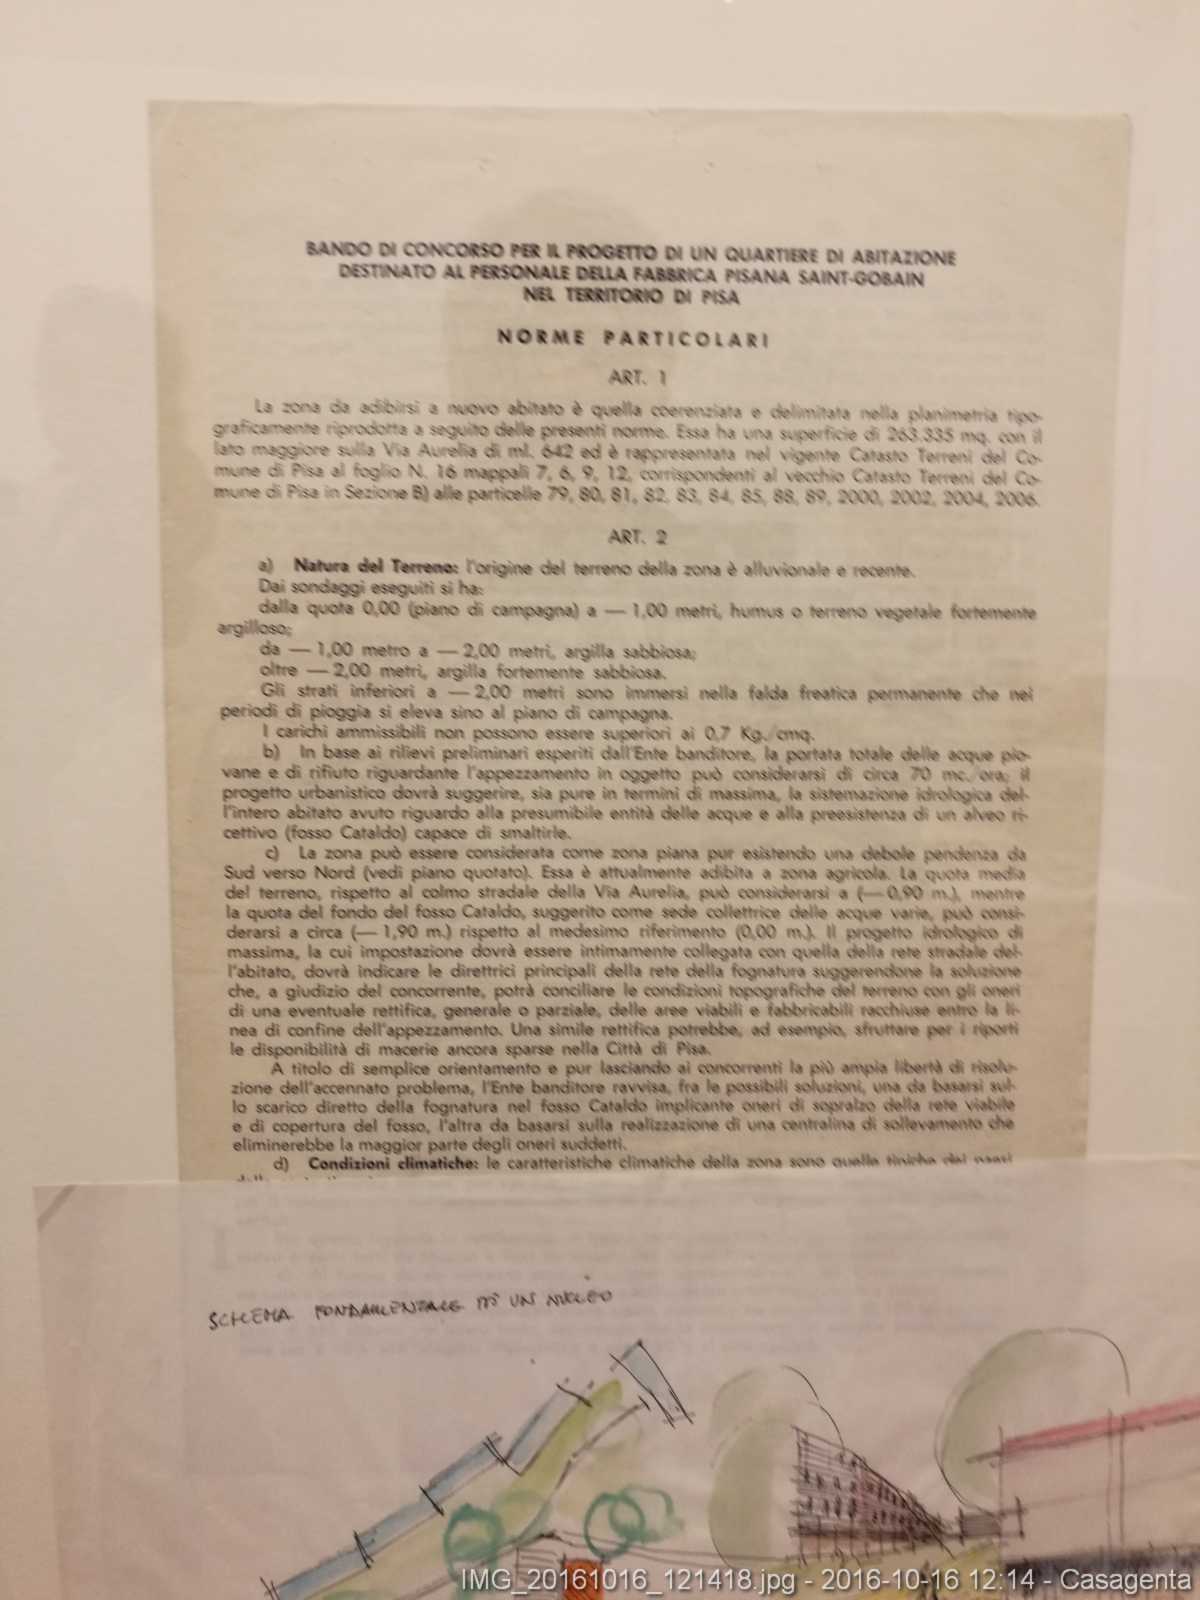 BANDO DI CONCORSO PER IL PROGETTO DI UN QUARTIERE DI ABITAZIONE
DESTINATO AL PERSONALE DELLA FABBRICA PISANA SAINT-GOBAIN
NEL TERRITORIO DI PISA
NORME PARTICOLARI
ART. 1
La zona da adibirsi a nuovo abitato è quella coerenziata e delimitata nella planimetria tipo-
graficamente riprodotta a seguito delle presenti norme. Essa ha una superficie di 263.335 mq. con il
lato maggiore sulla Via Aurelia di ml. 642 ed è rappresentata nel vigente Catasto Terreni del Co-
mune di Pisa al foglio N. 16 mappali 7, 6, 9, 12, corrispondenti al vecchio Catasto Terreni del Co-
mune di Pisa in Sezione B) alle particelle 79, 80, 81, 82, 83, 84, 85, 88, 89, 2000, 2002, 2004, 2006.
ART. 2
a) Natura del Terreno: l'origine del terreno della zona è alluvionale e recente.
Dai sondaggi eseguiti si ha:
dalla quota 0,00 (piano di campagna) a — 1,00 metri, humus o terreno vegetale fortemente
argilloso;
da — 1,00 metro a — 2,00 metri, argilla sabbiosa;
oltre — 2,00 metri, argilla fortemente sabbiosa.
Gli strati inferiori a — 2,00 metri sono immersi nella falda freatica permanente che nei
periodi di pioggia si eleva sino al piano di campagna.
I carichi ammissibili non possono essere superiori ai 0,7 Kg./cmq.
b) In base ai rilievi preliminari esperiti dall'Ente banditore, la portata totale delle acque pio-
vane e di rifiuto riguardante l'appezzamento in oggetto può considerarsi di circa 70 mc./ora; il
progetto urbanistico dovrà suggerire, sia pure in termini di massima, la sistemazione idrologica del-
l'intero abitato avuto riguardo alla presumibile entità delle acque e alla preesistenza di un alveo ri-
cettivo (fosso Cataldo) capace di smaltirle.
c) La zona può essere considerata come zona piana pur esistendo una debole pendenza da
Sud verso Nord (vedi piano quotato). Essa è attualmente adibita a zona agricola. La quota media
del terreno, rispetto al colmo stradale della Via Aurelia, può considerarsi a (— 0,90 m.), mentre
la quota del fondo del fosso Cataldo, suggerito come sede collettrice delle acque varie, può consi-
derarsi a circa (— 1,90 m.) rispetto al medesimo riferimento (0,00 m.). Il progetto idrologico di
massima, la cui impostazione dovrà essere intimamente collegata con quella della rete stradale del-
l'abitato, dovrà indicare le direttrici principali della rete della fognatura suggerendone la soluzione
che, a giudizio del concorrente, potrà conciliare le condizioni topografiche del terreno con gli oneri
di una eventuale rettifica, generale o parziale, delle aree viabili e fabbricabili racchiuse entro la li-
nea di confine dell'appezzamento. Una simile rettifica potrebbe, ad esempio, sfruttare per i riporti
le disponibilità di macerie ancora sparse nella Città di Pisa.
A titolo di semplice orientamento e pur lasciando ai concorrenti la più ampia libertà di risolu-
zione dell'accennato problema, l'Ente banditore ravvisa, fra le possibili soluzioni, una da basarsi sul-
lo scarico diretto della fognatura nel fosso Cataldo implicante oneri di sopralzo della rete viabile
e di copertura del fosso, l'altra da basarsi sulla realizzazione di una centralina di sollevamento che
eliminerebbe la maggior parte degli oneri suddetti.
d) Condizioni climatiche: le caratteristiche climatiche della zona sono quelle tipiche dei paesi
SCHEMA FONDAMENTALE DI UN NUCLEO
IMG_20161016_121418.jpg - 2016-10-16 12:14 - Casagenta